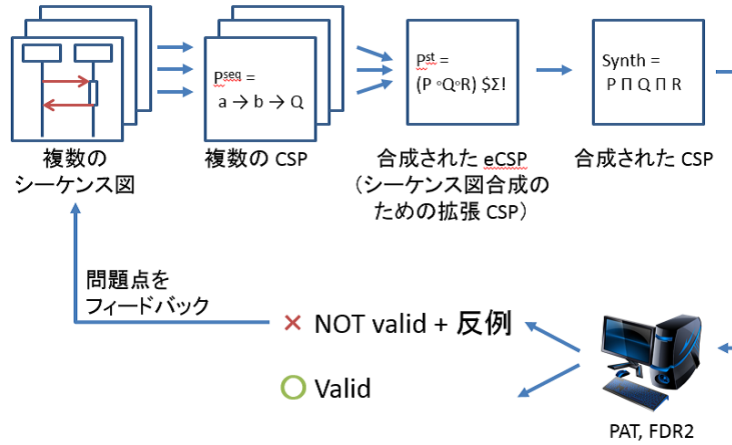 Pseq =
a → b → Q
Pst =
(P ◦Q◦R) $Σ!
Synth =
P Π Q Π R
複数の
シーケンス図
複数の CSP
合成された eCSP
(シーケンス図合成の
ための拡張 CSP)
合成された CSP
問題点を
フィードバック
× NOT valid + 反例
Valid
PAT, FDR2